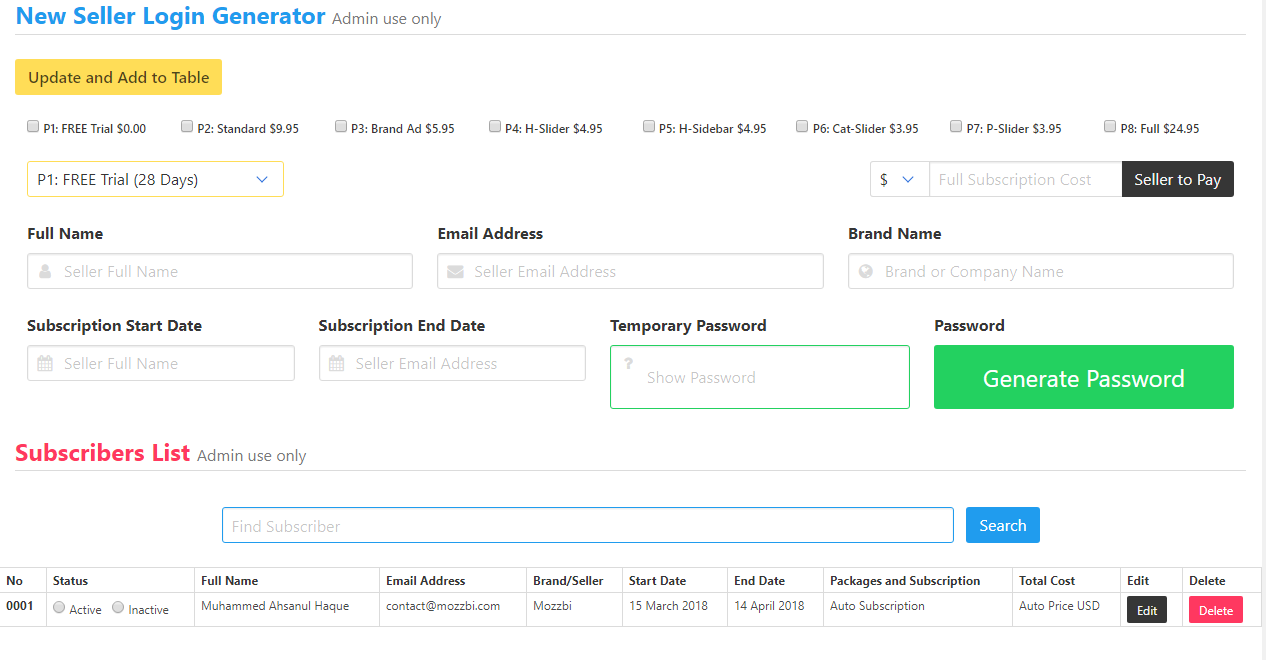 New Seller Login Generator Admin use only
Update and Add to Table
P1: FREE Trial $0.00 P2: Standard $9.95 P3: Brand Ad $5.95 P4: H-Slider $4.95 P5: H-Sidebar $4.95 P6: Cat-Slider $3.95 P7: P-Slider $3.95 P8: Full $24.95
P1: FREE Trial (28 Days) $ Full Subscription Cost Seller to Pay
Full Name Email Address Brand Name
Seller Full Name Seller Email Address Brand or Company Name
Subscription Start Date Subscription End Date Temporary Password Password
Seller Full Name Seller Email Address ? Show Password Generate Password
Subscribers List Admin use only
Find Subscriber Search
No Status Full Name Email Address Brand/Seller Start Date End Date Packages and Subscription Total Cost Edit Delete
0001 Active Inactive Muhammed Ahsanul Haque contact@mozzbi.com Mozzbi 15 March 2018 14 April 2018 Auto Subscription Auto Price USD Edit Delete